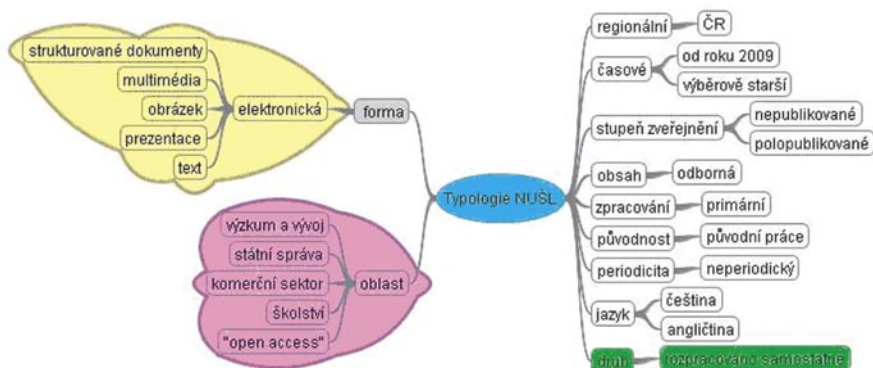 strukturované dokumenty
multimédia
obrázek
prezentace
text
elektronická
forma
výzkum a vývoj
státní správa
komerční sektor
školství
"open access"
oblast
Typologie NUŠL
regionální
ČR
časové
od roku 2009
výběrově starší
stupeň zveřejnění
nepublikované
polopublikované
obsah
odborná
zpracování
primární
původnost
původní práce
periodicita
neperiodický
jazyk
čeština
angličtina
druh
rozpracováno samostatně